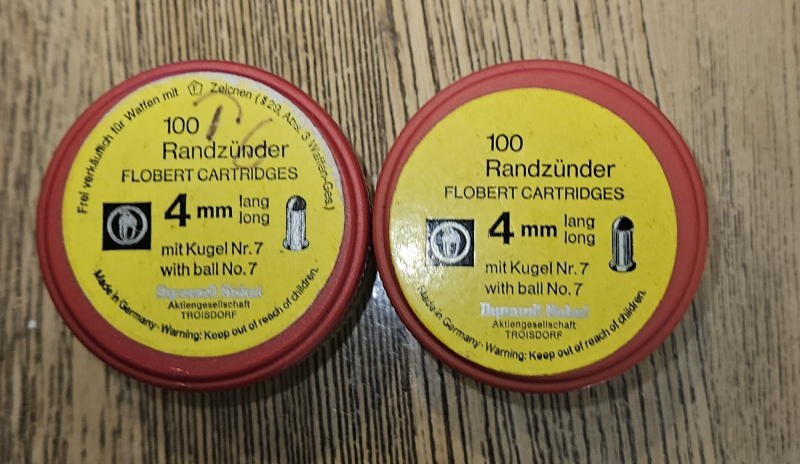 Frei verkäuflich für Waffen mit F Zeichen (§29, Abs. 3 Waffen-Ges.)
100
Randzünder
FLOBERT CARTRIDGES
4 mm lang
long
mit Kugel Nr. 7
with ball No. 7
Dynamit Nobel
Aktiengesellschaft
TROISDORF
Made in Germany · Warning: Keep out of reach of children.
100
Randzünder
FLOBERT CARTRIDGES
4 mm lang
long
mit Kugel Nr. 7
with ball No. 7
Dynamit Nobel
Aktiengesellschaft
TROISDORF
Made in Germany · Warning: Keep out of reach of children.